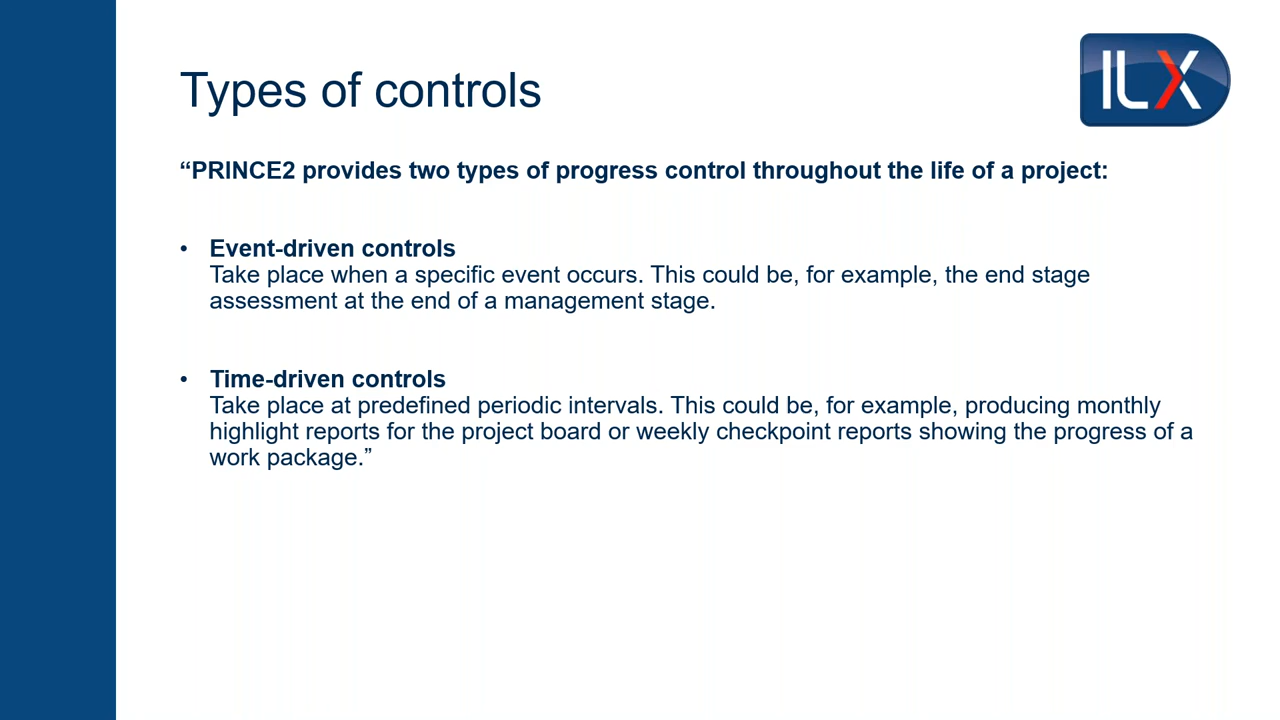 Types of controls
ILX
“PRINCE2 provides two types of progress control throughout the life of a project:
• Event-driven controls
Take place when a specific event occurs. This could be, for example, the end stage
assessment at the end of a management stage.
• Time-driven controls
Take place at predefined periodic intervals. This could be, for example, producing monthly
highlight reports for the project board or weekly checkpoint reports showing the progress of a
work package.”